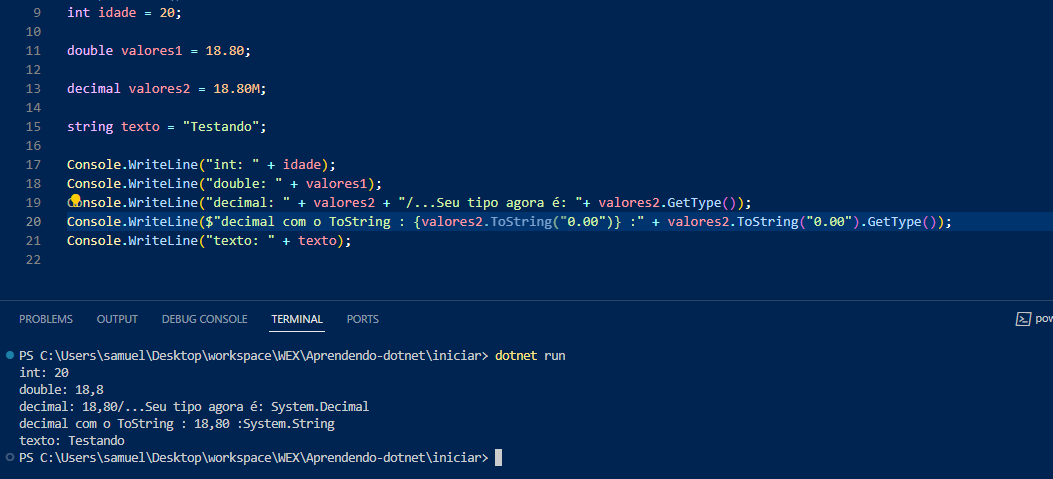 9 int idade = 20;
10
11 double valores1 = 18.80;
12
13 decimal valores2 = 18.80M;
14
15 string texto = "Testando";
16
17 Console.WriteLine("int: " + idade);
18 Console.WriteLine("double: " + valores1);
19 Console.WriteLine("decimal: " + valores2 + "/...Seu tipo agora é: "+ valores2.GetType());
20 Console.WriteLine($"decimal com o ToString : {valores2.ToString("0.00")} :" + valores2.ToString("0.00").GetType());
21 Console.WriteLine("texto: " + texto);
22
PROBLEMS OUTPUT DEBUG CONSOLE TERMINAL PORTS pow
PS C:\Users\samuel\Desktop\workspace\WEX\Aprendendo-dotnet\iniciar> dotnet run
int: 20
double: 18,8
decimal: 18,80/...Seu tipo agora é: System.Decimal
decimal com o ToString : 18,80 :System.String
texto: Testando
PS C:\Users\samuel\Desktop\workspace\WEX\Aprendendo-dotnet\iniciar>